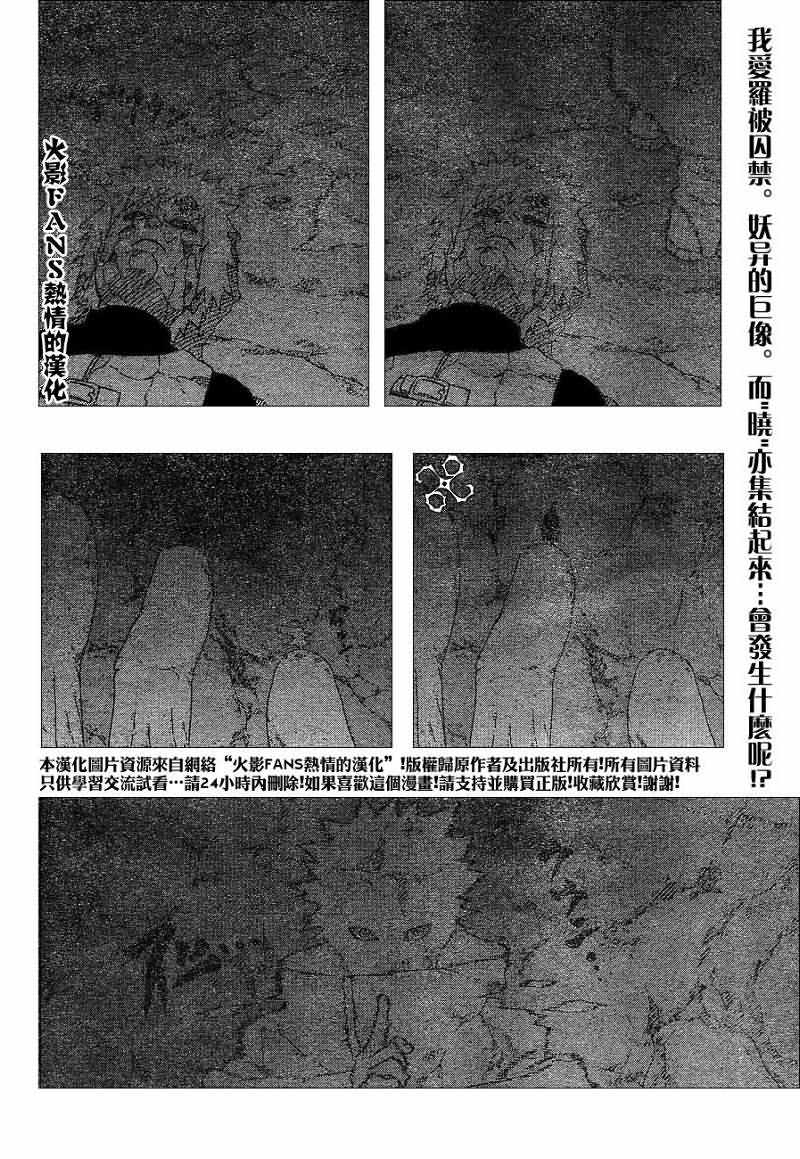 我愛羅被囚禁。妖异的巨像。而"曉"亦集結起來…會發生什麼呢!?
火影FANS熱情的漢化
本漢化圖片資源來自網絡“火影FANS熱情的漢化”!版權歸原作者及出版社所有!所有圖片資料
只供學習交流試看…請24小時內刪除!如果喜歡這個漫畫!請支持並購買正版!收藏欣賞!謝謝!